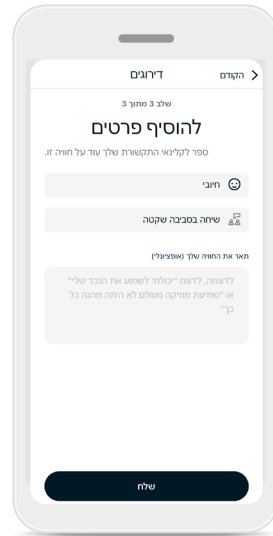 הקודם
דירוגים
שלב 3 מתוך 3
להוסיף פרטים
ספר לקלינאי התקשורת שלך עוד על חוויה זו.
חיובי
שיחה בסביבה שקטה
תאר את החוויה שלך (אופציונלי)
לדוגמה, לדוגמ "יכולתי לשמוע את הנכד שלי"
או "שמיעת מוזיקה מעולם לא היתה מהנה כל
כך"
שלח